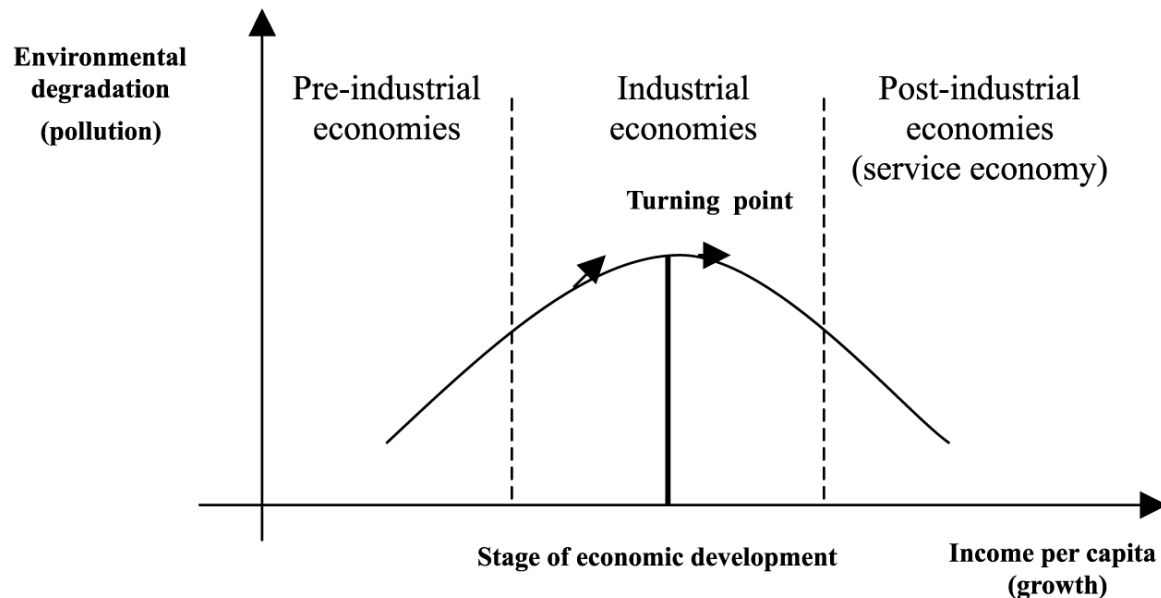 Environmental
degradation
(pollution)
Pre-industrial
economies
Industrial
economies
Post-industrial
economies
(service economy)
Turning point
Stage of economic development
Income per capita
(growth)